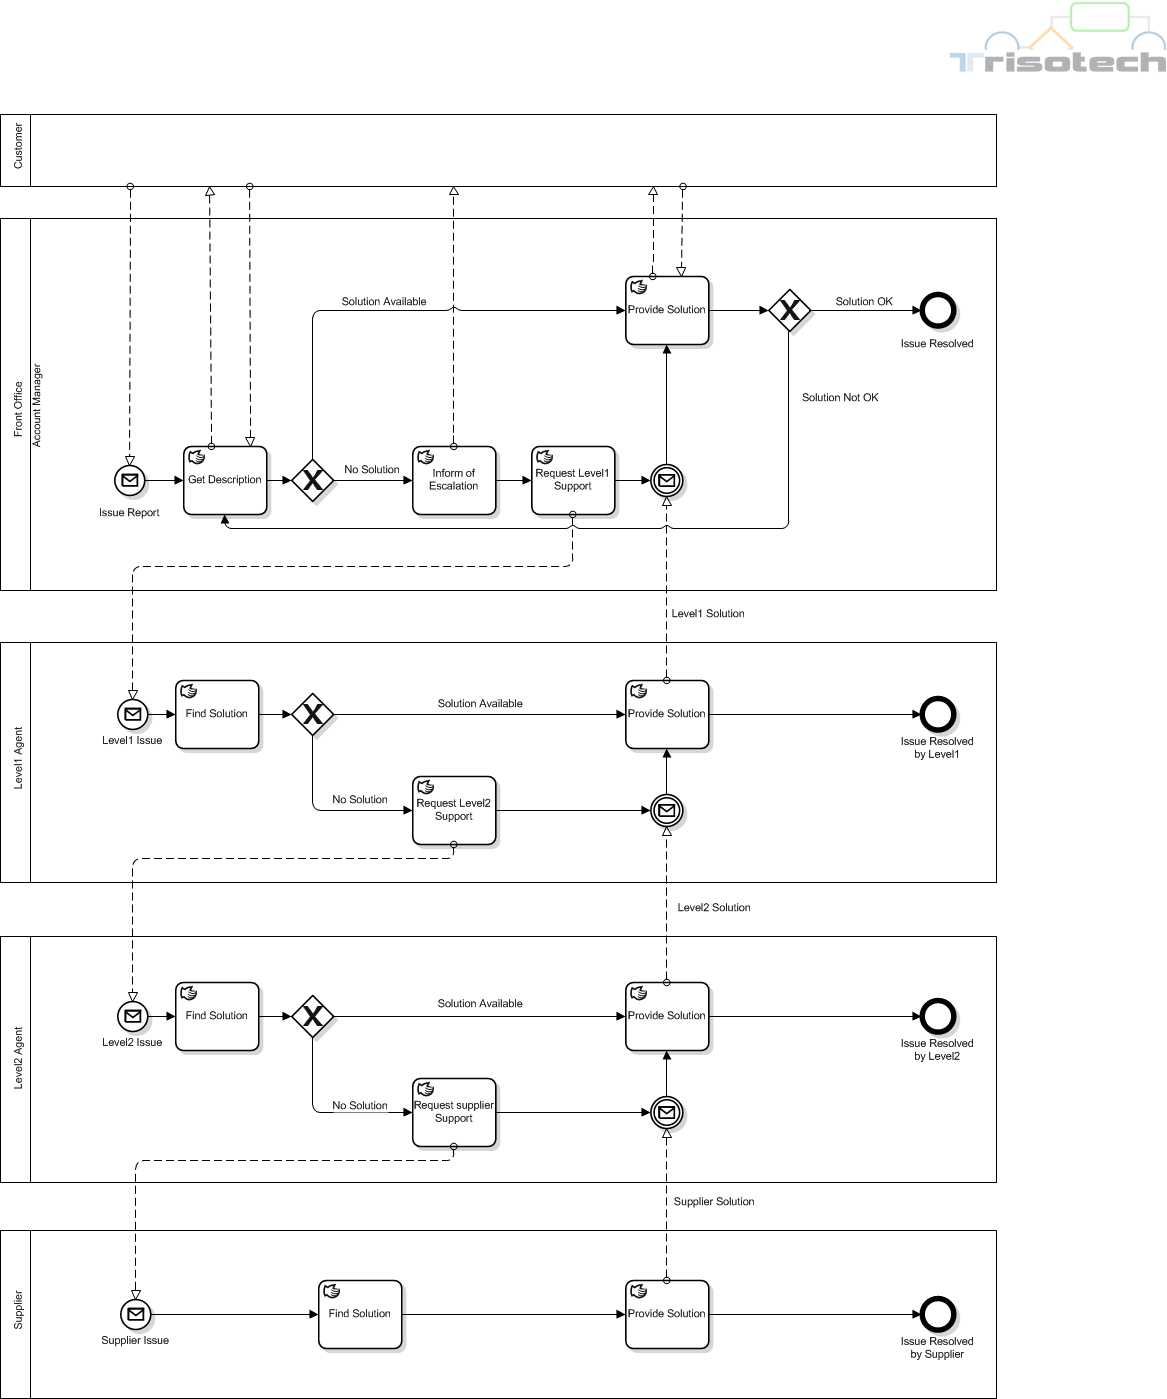 Trisotech
Customer
Front Office
Account Manager
Solution Available
Provide Solution
Solution OK
Issue Resolved
Solution Not OK
Issue Report
Get Description
No Solution
Inform of
Escalation
Request Level1
Support
Level1 Solution
Level1 Agent
Level1 Issue
Find Solution
Solution Available
Provide Solution
Issue Resolved
by Level1
No Solution
Request Level2
Support
Level2 Solution
Level2 Agent
Level2 Issue
Find Solution
Solution Available
Provide Solution
Issue Resolved
by Level2
No Solution
Request supplier
Support
Supplier Solution
Supplier
Supplier Issue
Find Solution
Provide Solution
Issue Resolved
by Supplier